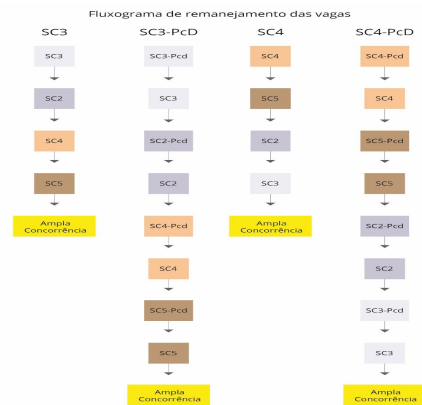 Fluxograma de remanejamento das vagas
SC3
SC3
SC2
SC4
SC5
Ampla
Concorrência
SC3-PcD
SC3-Pcd
SC3
SC2-Pcd
SC2
SC4-Pcd
SC4
SC5-Pcd
SC5
Ampla
Concorrência
SC4
SC4
SC5
SC2
SC3
Ampla
Concorrência
SC4-PcD
SC4-Pcd
SC4
SC5-Pcd
SC5
SC2-Pcd
SC2
SC3-Pcd
SC3
Ampla
Concorrência